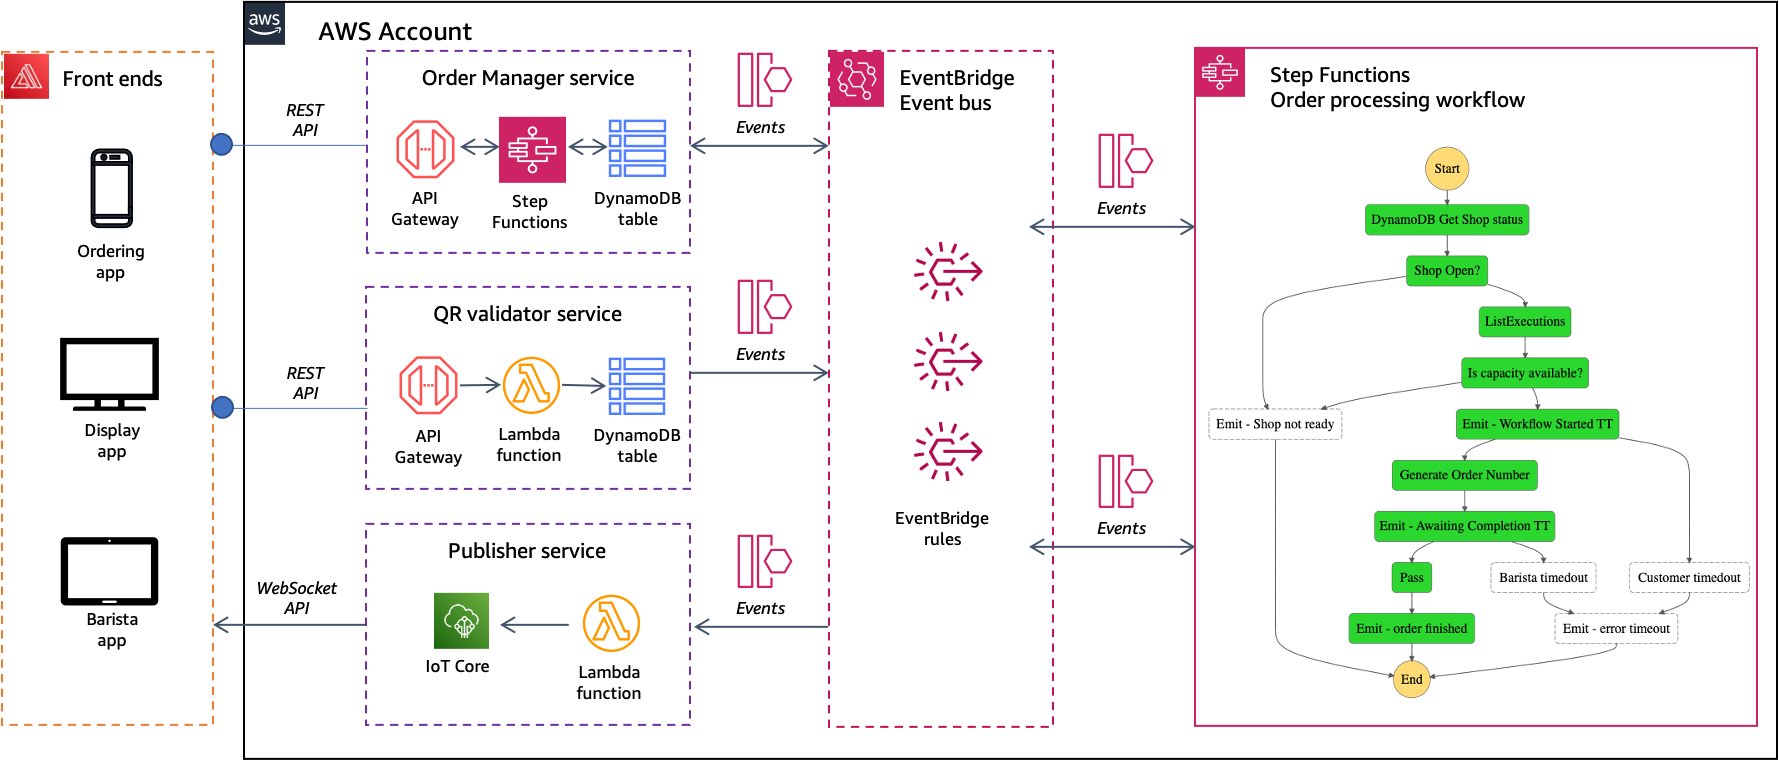 aws
AWS Account
Front ends
Ordering
app
Display
app
Barista
app
REST
API
REST
API
WebSocket
API
Order Manager service
API
Gateway
Step
Functions
DynamoDB
table
QR validator service
API
Gateway
Lambda
function
DynamoDB
table
Publisher service
IoT Core
Lambda
function
Events
Events
Events
EventBridge
Event bus
EventBridge
rules
Events
Events
Step Functions
Order processing workflow
Start
DynamoDB Get Shop status
Shop Open?
ListExecutions
Is capacity available?
Emit - Shop not ready
Emit - Workflow Started TT
Generate Order Number
Emit - Awaiting Completion TT
Pass
Barista timedout
Customer timedout
Emit - order finished
Emit - error timeout
End